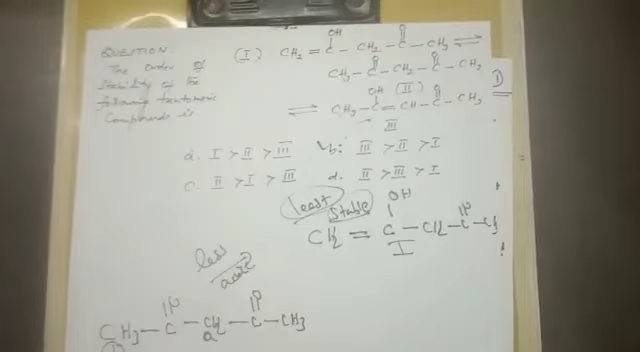 QUESTION:
The order of
Stability of the
following tautomeric
Compounds is
(I) CH2 = C - CH2 - C - CH3 ⇌
OH O
CH3 - C - CH2 - C - CH3
O O
(II)
⇌ CH3 - C = CH - C - CH3
OH O
III
a. I > II > III
b: III > II > I
c. II > I > III
d. II > III > I
1)
least stable
OH
CH2 = C - CH2 - C - CH3
I
less
acidic
CH3 - C - CH2 - C - CH3
a